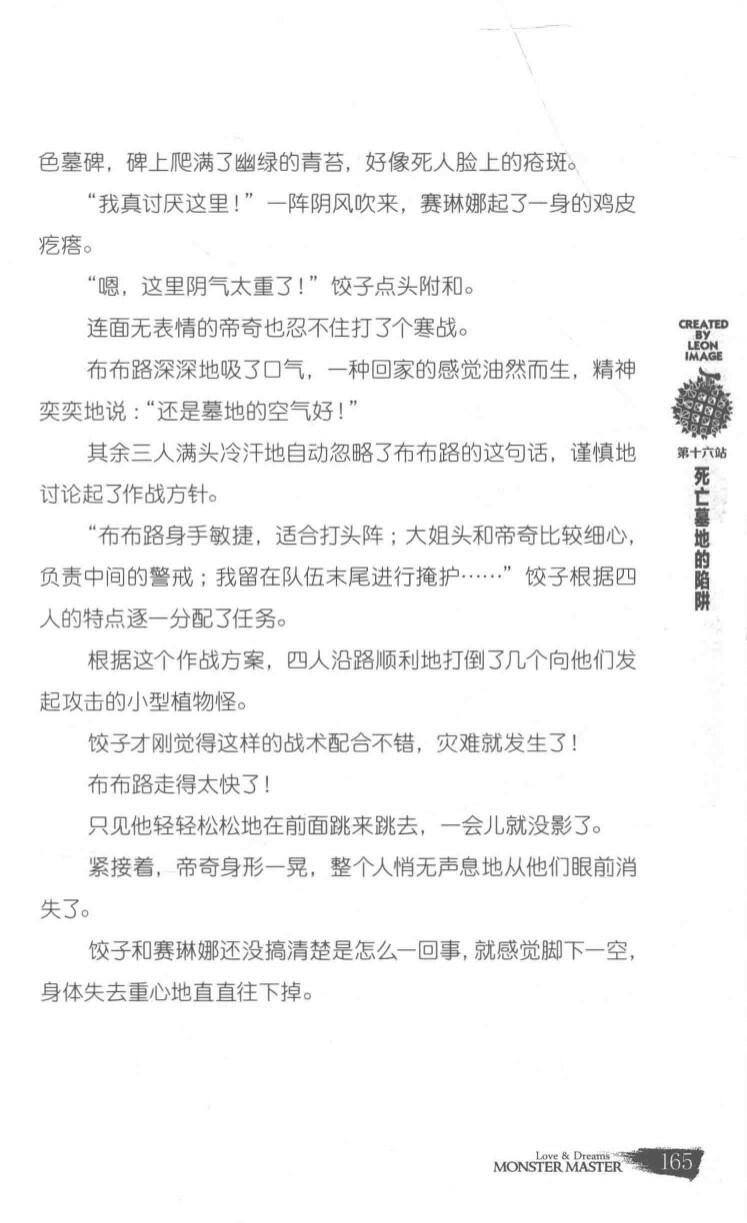 色墓碑，碑上爬满了幽绿的青苔，好像死人脸上的疮斑。
“我真讨厌这里！”一阵阴风吹来，赛琳娜起了一身的鸡皮
疙瘩。
“嗯，这里阴气太重了！”饺子点头附和。
连面无表情的帝奇也忍不住打了个寒战。
布布路深深地吸了口气，一种回家的感觉油然而生，精神
奕奕地说：“还是墓地的空气好！”
其余三人满头冷汗地自动忽略了布布路的这句话，谨慎地
讨论起了作战方针。
“布布路身手敏捷，适合打头阵；大姐头和帝奇比较细心，
负责中间的警戒；我留在队伍末尾进行掩护……”饺子根据四
人的特点逐一分配了任务。
根据这个作战方案，四人沿路顺利地打倒了几个向他们发
起攻击的小型植物怪。
饺子才刚觉得这样的战术配合不错，灾难就发生了！
布布路走得太快了！
只见他轻轻松松地在前面跳来跳去，一会儿就没影了。
紧接着，帝奇身形一晃，整个人悄无声息地从他们眼前消
失了。
饺子和赛琳娜还没搞清楚是怎么一回事，就感觉脚下一空，
身体失去重心地直直往下掉。
CREATED
BY
LEON
IMAGE
第十六站
死亡墓地的陷阱
Love & Dreams
MONSTER MASTER
165